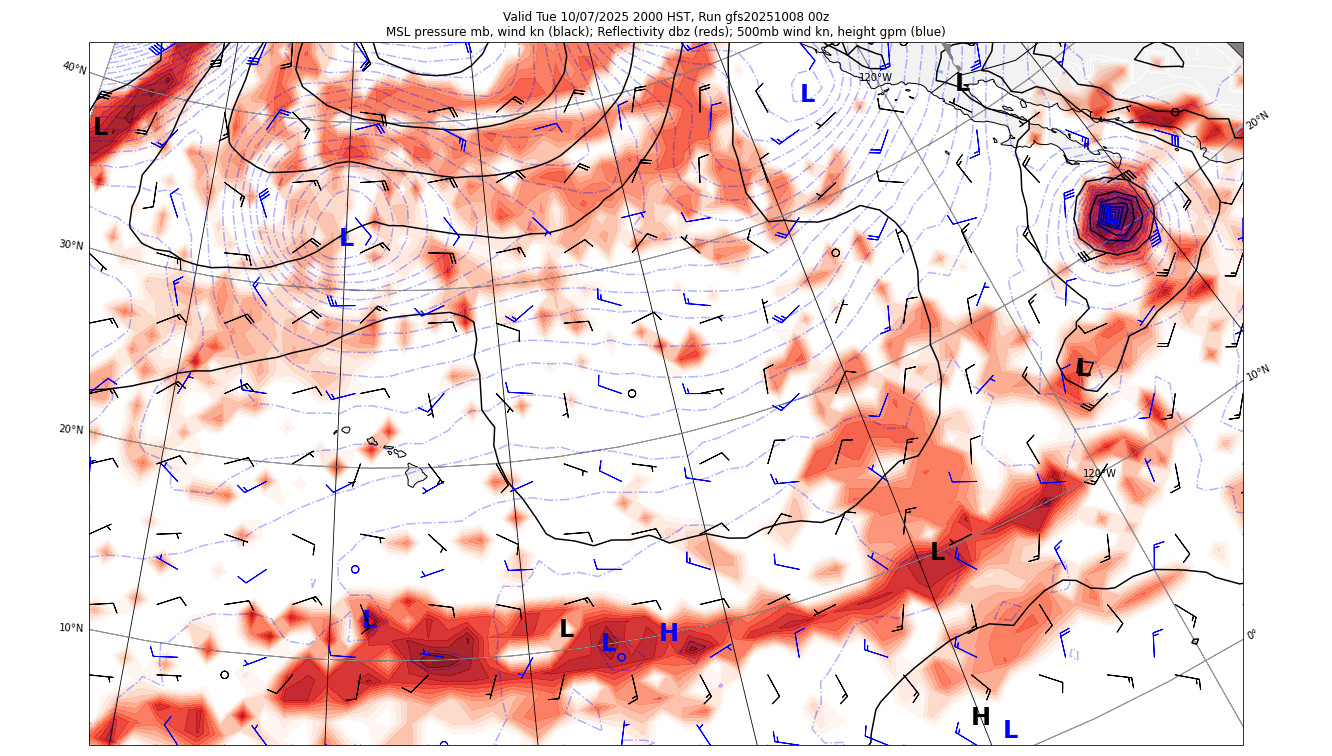 Valid Tue 10/07/2025 2000 HST, Run gfs20251008 00z
MSL pressure mb, wind kn (black); Reflectivity dbz (reds); 500mb wind kn, height gpm (blue)
40°N
120°W
L
L
20°N
L
L
L
30°N
L
10°N
20°N
120°W
L
10°N
L
L
L
H
0°
H
L